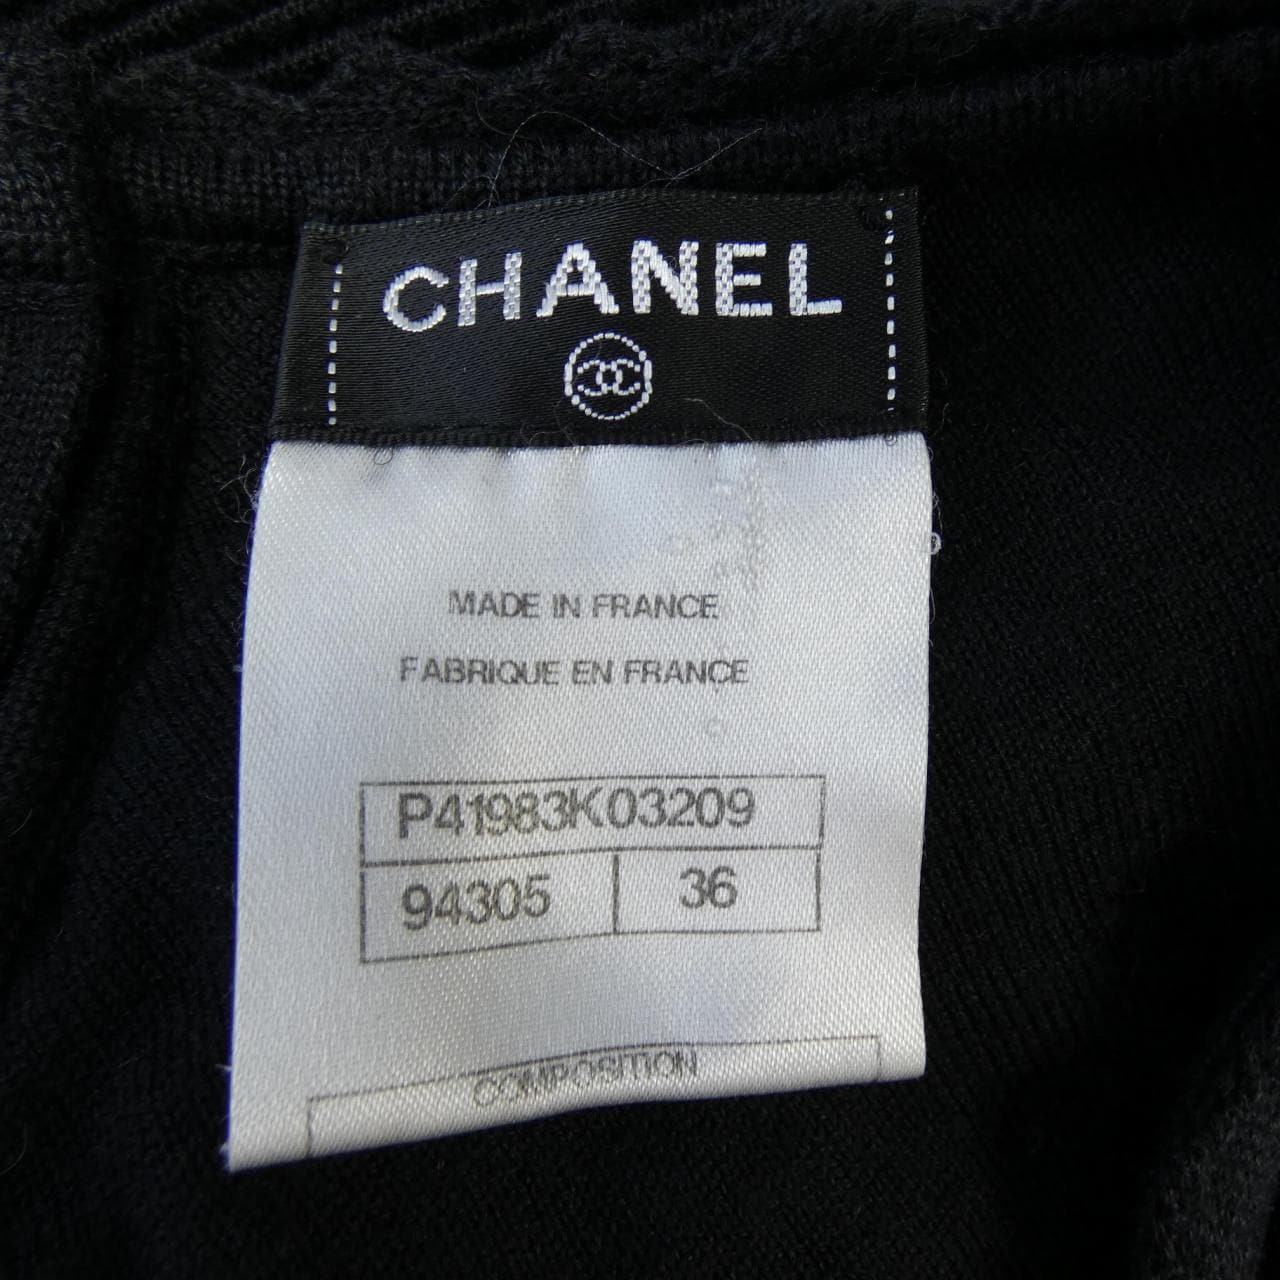 CHANEL
MADE IN FRANCE
FABRIQUE EN FRANCE
P41983K03209
94305 36
COMPOSITION